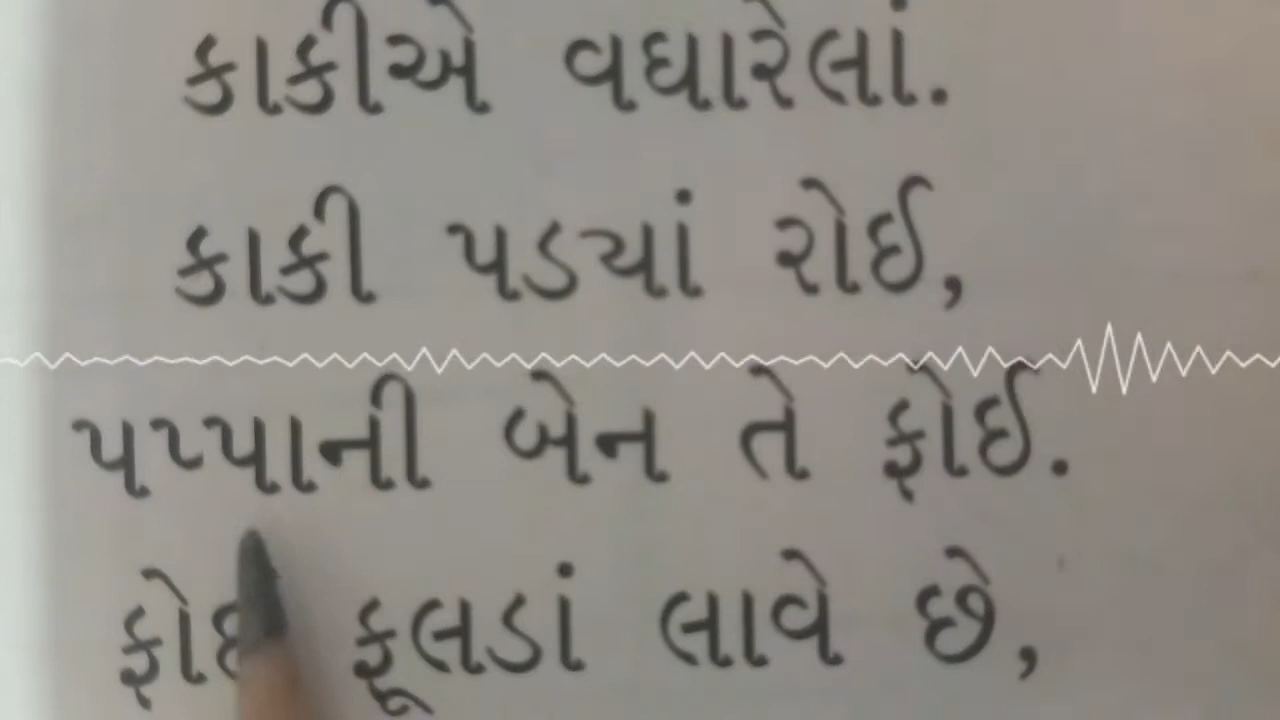 કાકીએ વઘારેલાં.
કાકી પડયાં રોઈ,
પપ્પાની બેન તે ફોઈ.
ફોઈ ફૂલડાં લાવે છે,